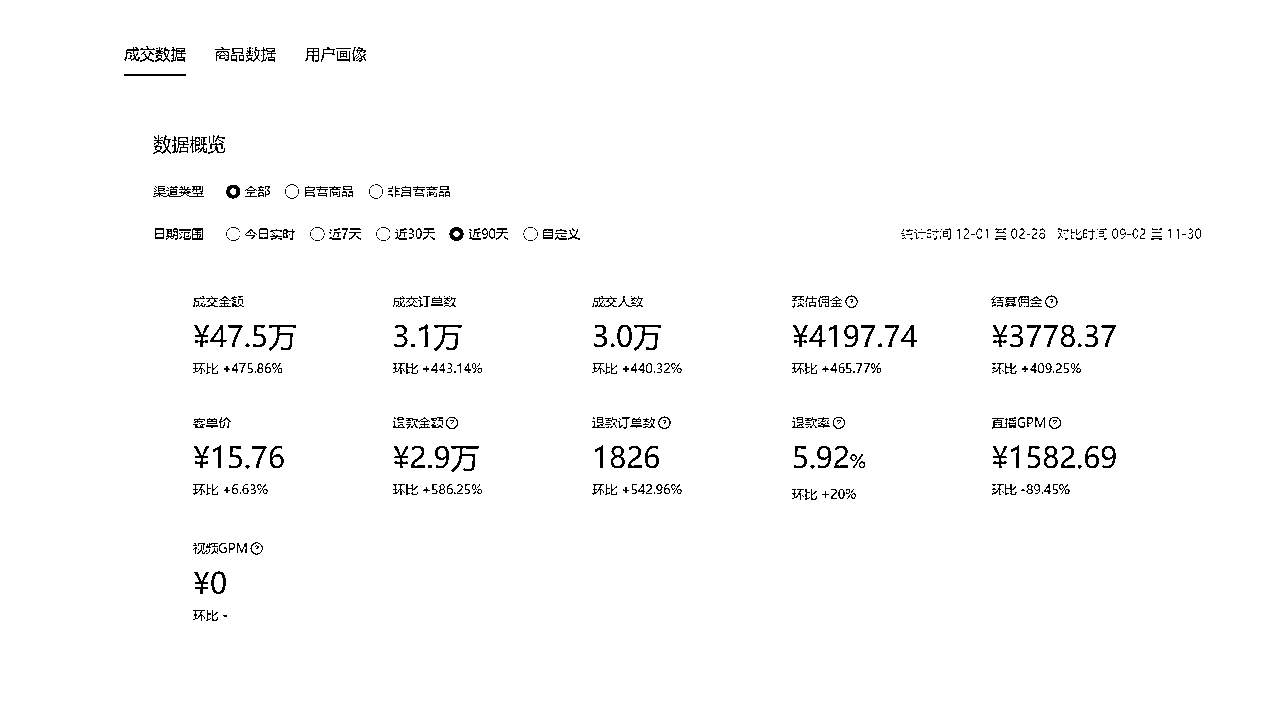 成交数据 商品数据 用户画像
数据概览
渠道类型 全部 自营商品 非自营商品
日期范围 今日实时 近7天 近30天 近90天 自定义 统计时间 12-01 至 02-28 对比时间 09-02 至 11-30
成交金额 成交订单数 成交人数 预估佣金 结算佣金
¥47.5万 3.1万 3.0万 ¥4197.74 ¥3778.37
环比 +475.86% 环比 +443.14% 环比 +440.32% 环比 +465.77% 环比 +409.25%
客单价 退款金额 退款订单数 退款率 直播GPM
¥15.76 ¥2.9万 1826 5.92% ¥1582.69
环比 +6.63% 环比 +586.25% 环比 +542.96% 环比 +20% 环比 -89.45%
视频GPM
¥0
环比 -